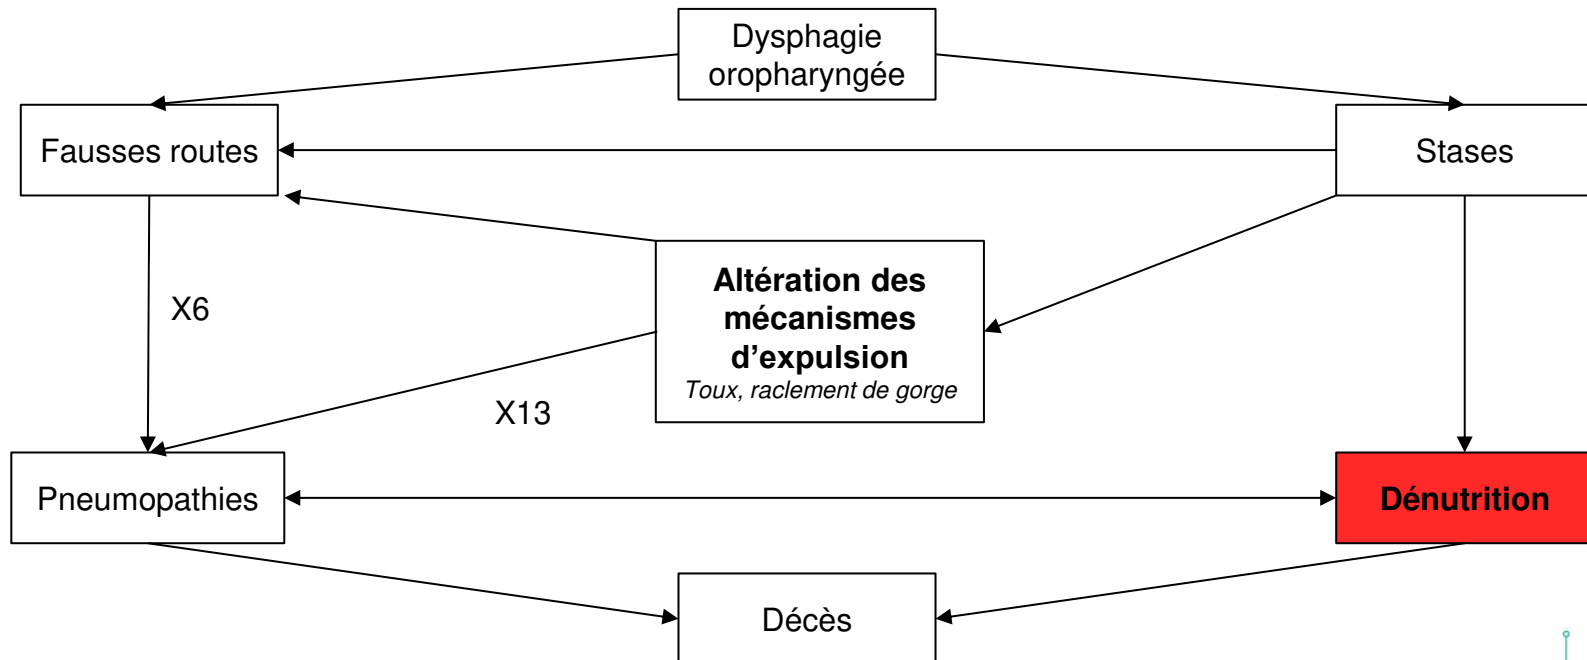 Dysphagie
oropharyngée
Fausses routes
Stases
Altération des
mécanismes
d'expulsion
Toux, raclement de gorge
X6
X13
Pneumopathies
Dénutrition
Décès